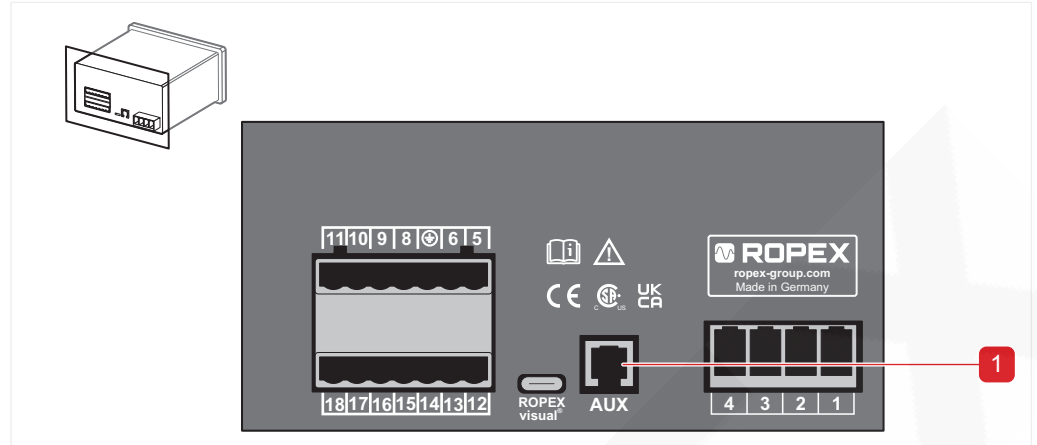 11 10 9 8 6 5
ROPEX
ropex-group.com
Made in Germany
CE C SA US UK CA
1
ROPEX
visual®
AUX
18 17 16 15 14 13 12
4 3 2 1